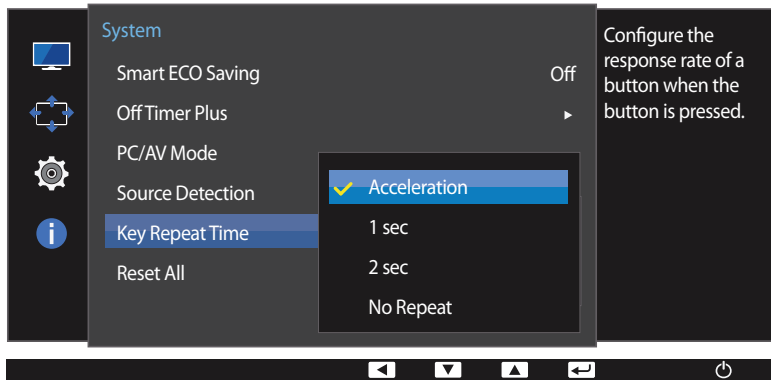 System
Smart ECO Saving
Off
Off Timer Plus
PC/AV Mode
Source Detection
Key Repeat Time
Reset All
Acceleration
1 sec
2 sec
No Repeat
Configure the
response rate of a
button when the
button is pressed.